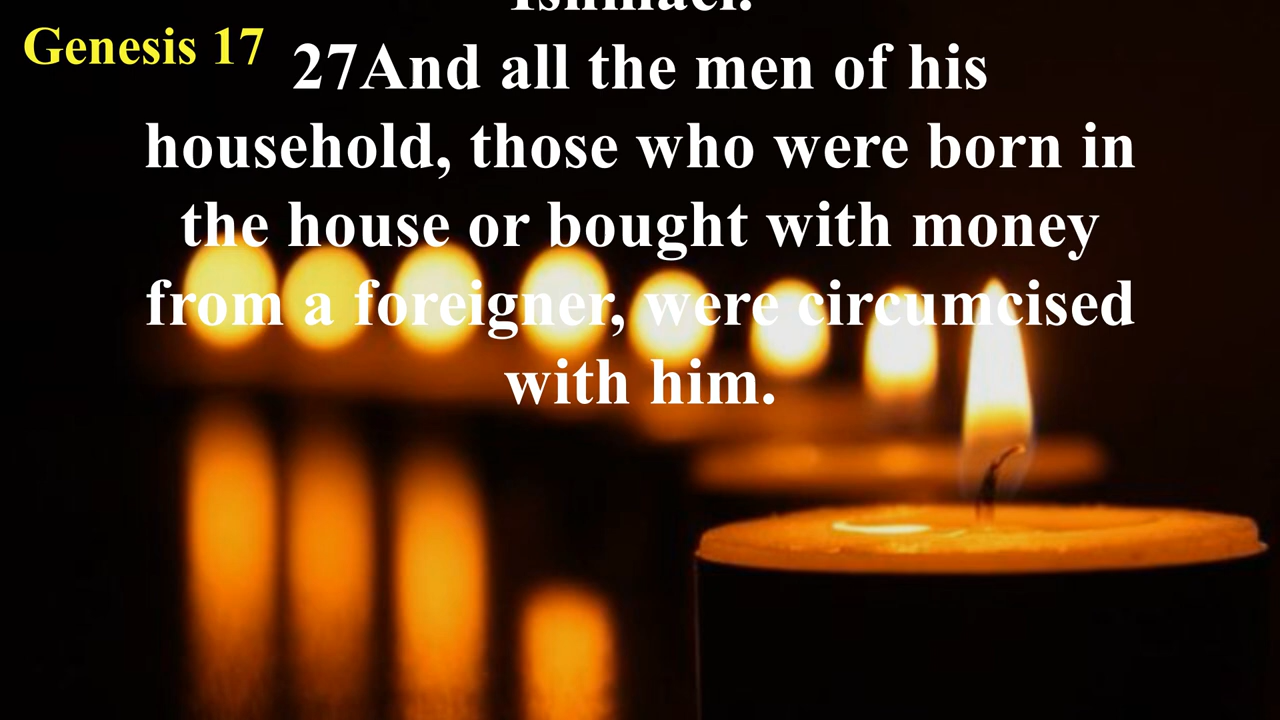 Ishmael.
Genesis 17
27And all the men of his
household, those who were born in
the house or bought with money
from a foreigner, were circumcised
with him.